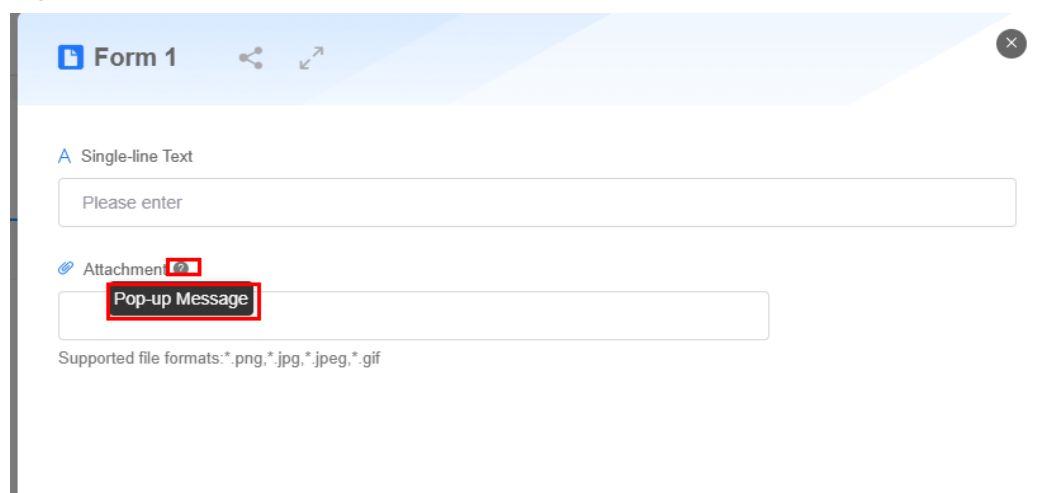 Form 1
A Single-line Text
Please enter
Attachment ?
Pop-up Message
Supported file formats:*.png,*.jpg,*.jpeg,*.gif